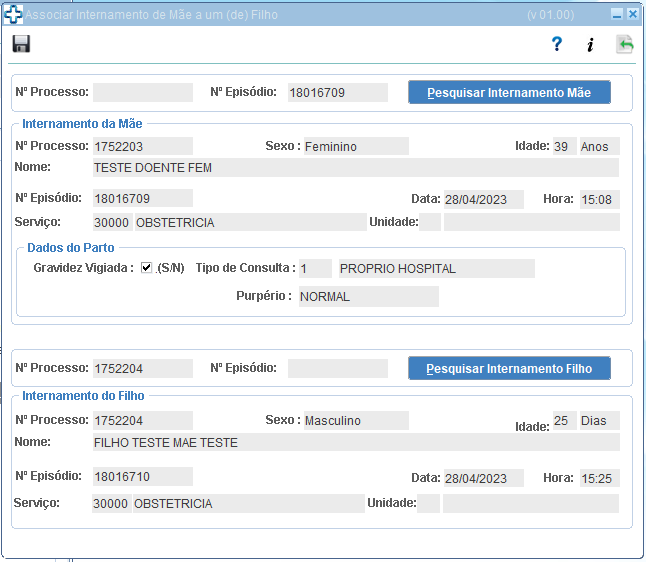 Associar Internamento de Mãe a um (de) Filho (v 01.00)
? i
Nº Processo: Nº Episódio: 18016709 Pesquisar Internamento Mãe
Internamento da Mãe
Nº Processo: 1752203 Sexo : Feminino Idade: 39 Anos
Nome: TESTE DOENTE FEM
Nº Episódio: 18016709 Data: 28/04/2023 Hora: 15:08
Serviço: 30000 OBSTETRICIA Unidade:
Dados do Parto
Gravidez Vigiada : (S/N) Tipo de Consulta : 1 PROPRIO HOSPITAL
Purpério : NORMAL
Nº Processo: 1752204 Nº Episódio: Pesquisar Internamento Filho
Internamento do Filho
Nº Processo: 1752204 Sexo : Masculino Idade: 25 Dias
Nome: FILHO TESTE MAE TESTE
Nº Episódio: 18016710 Data: 28/04/2023 Hora: 15:25
Serviço: 30000 OBSTETRICIA Unidade: